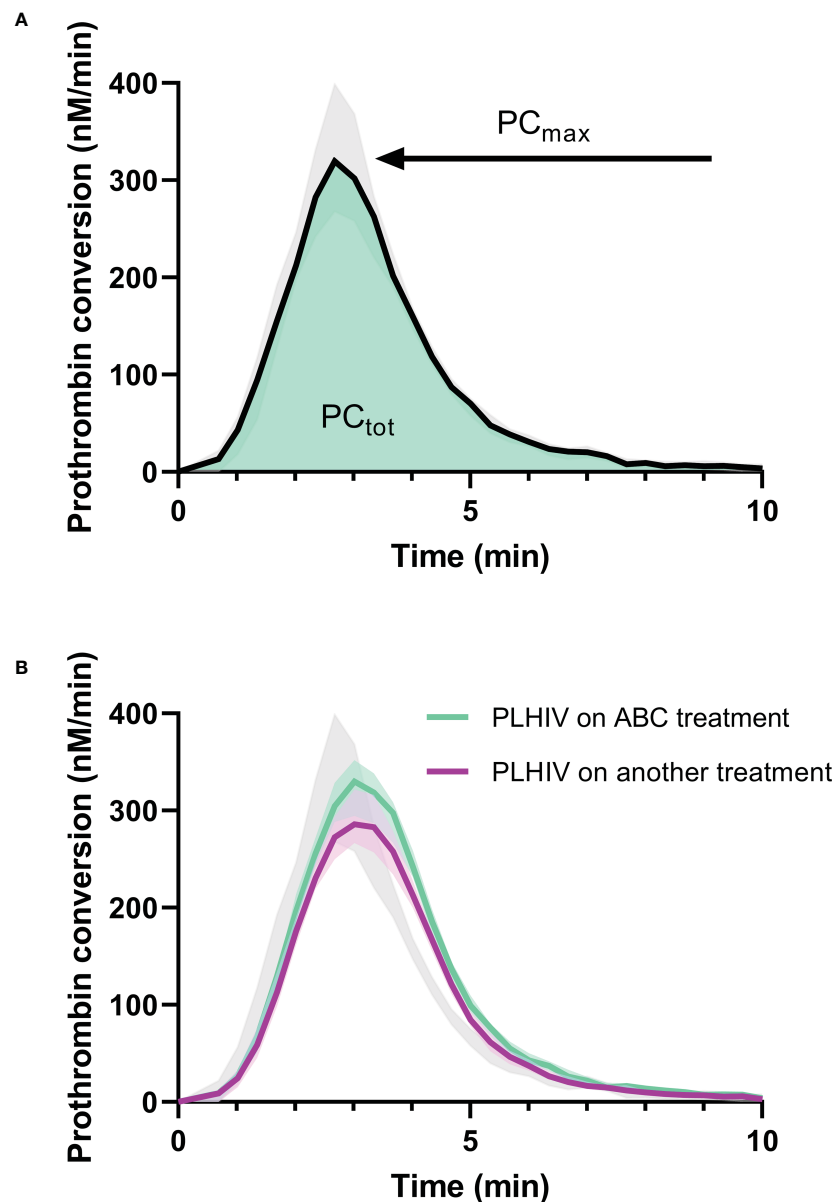 A
Prothrombin conversion (nM/min)
400
300
200
100
0
PCmax
PCtot
0
5
10
Time (min)
B
Prothrombin conversion (nM/min)
400
300
200
100
0
PLHIV on ABC treatment
PLHIV on another treatment
0
5
10
Time (min)